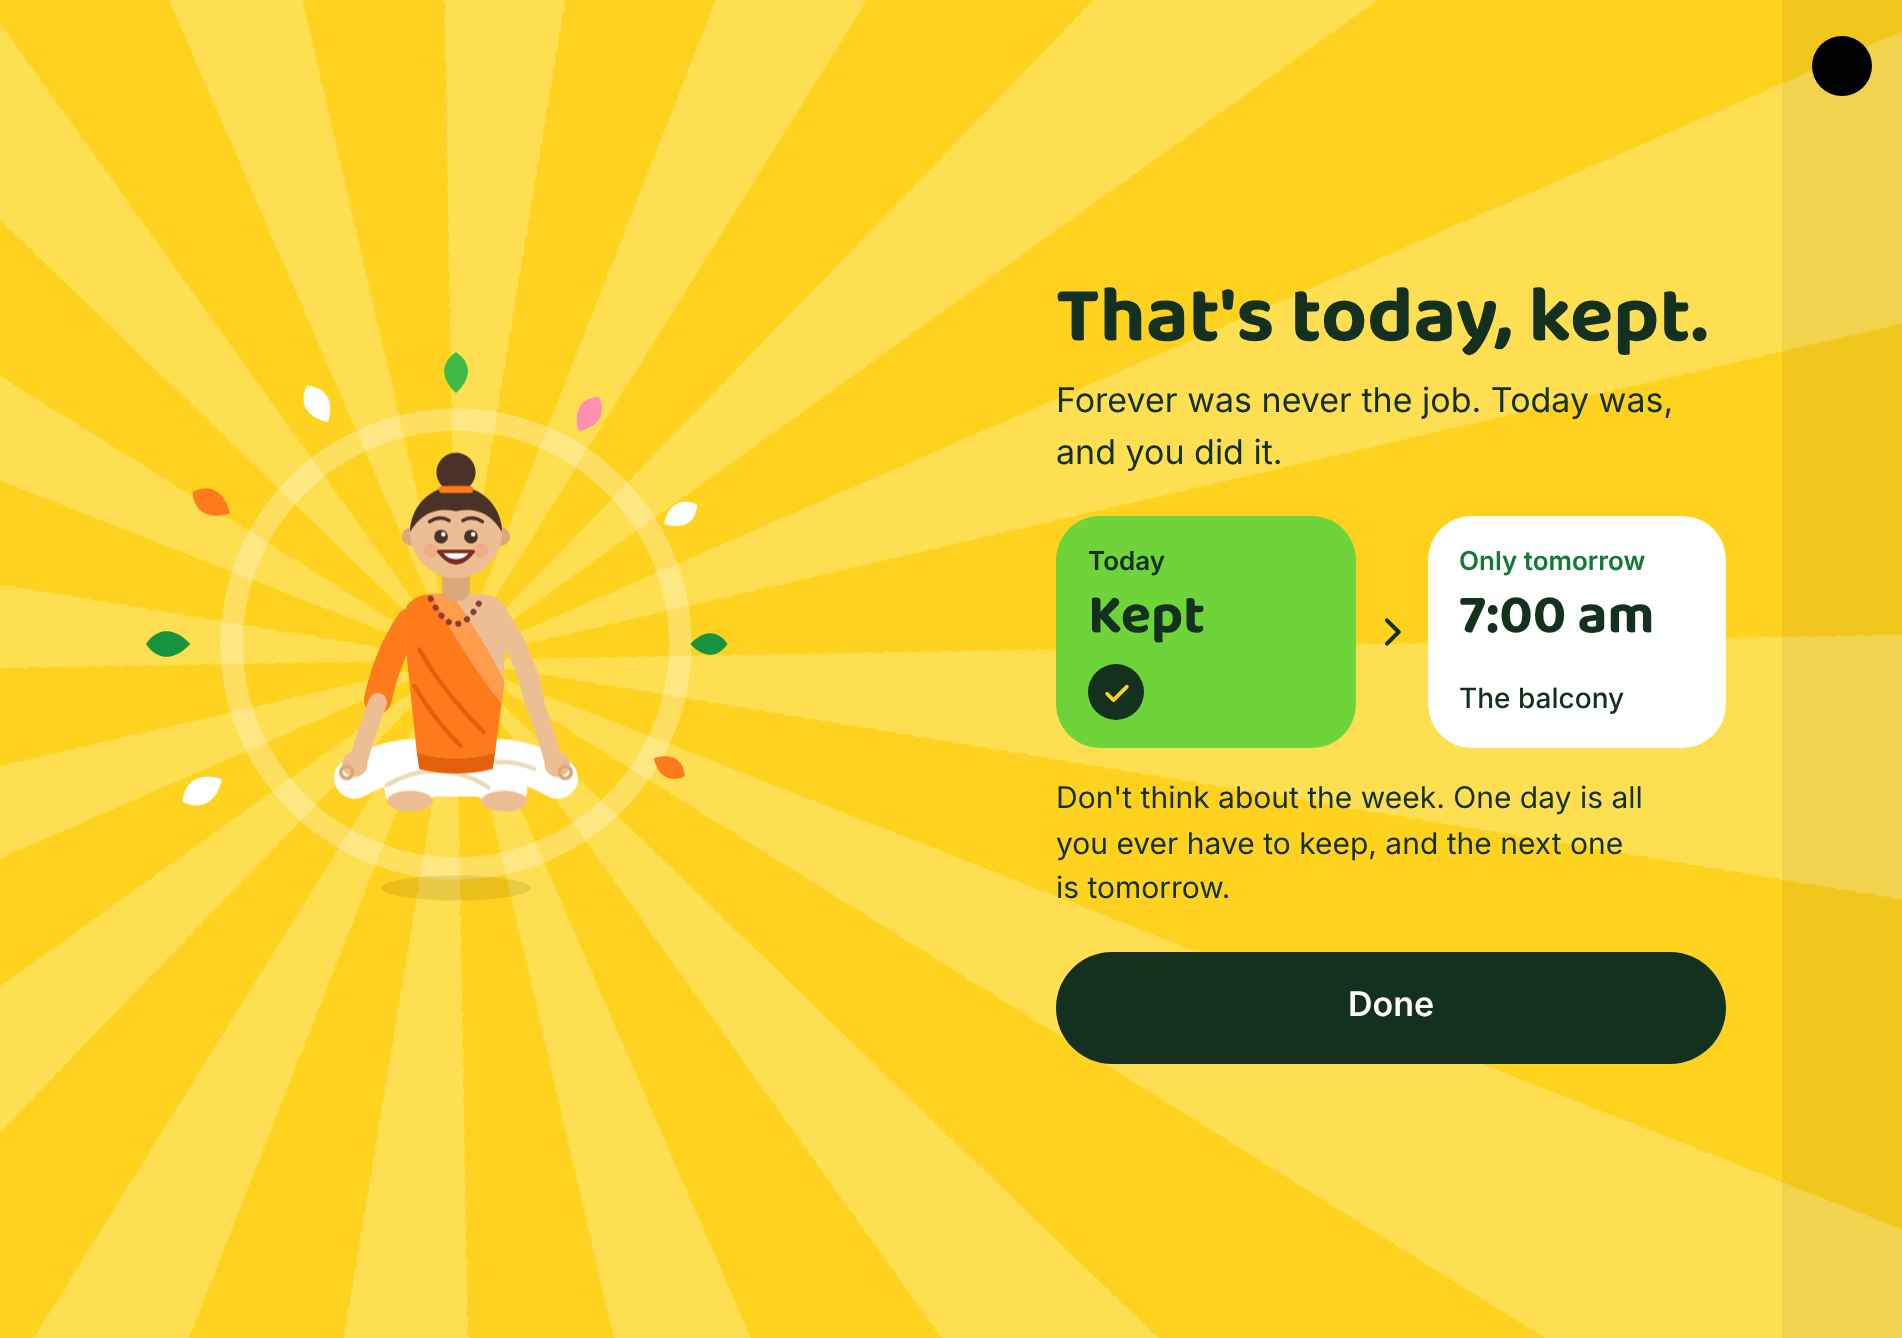 That's today, kept.
Forever was never the job. Today was,
and you did it.
Today
Kept
Only tomorrow
7:00 am
The balcony
Don't think about the week. One day is all
you ever have to keep, and the next one
is tomorrow.
Done